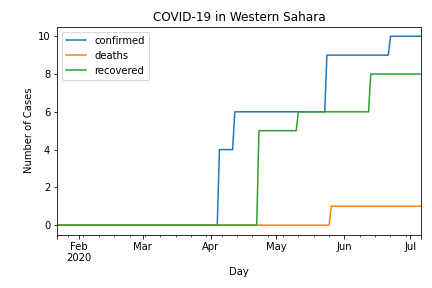 COVID-19 in Western Sahara
confirmed
deaths
recovered
Number of Cases
10
8
6
4
2
0
Feb
2020
Mar
Apr
May
Jun
Jul
Day